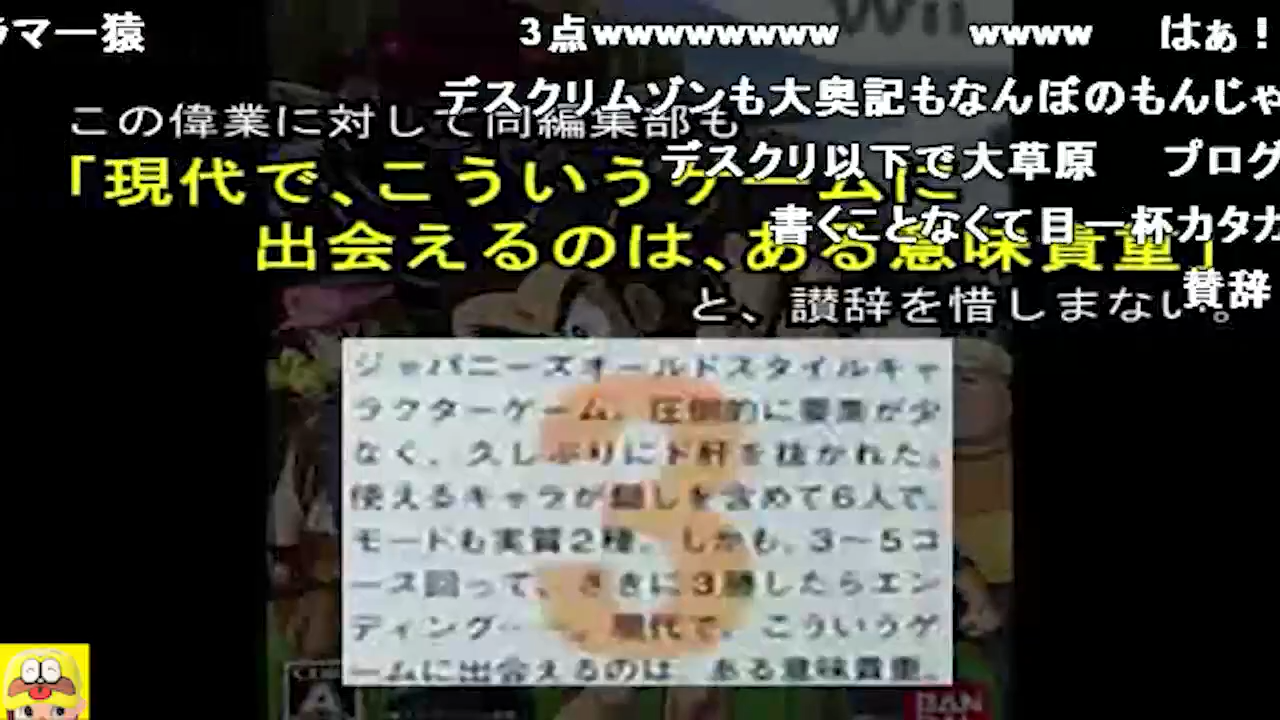 ラマー猿
3点wwwwwwwww
wwww
はぁ！
Wii
デスクリムゾンも大奥記もなんぼのもんじゃ
この偉業に対して同編集部も
デスクリ以下で大草原
プログ
「現代で、こういうゲームに
書くことなくて目一杯カタカ
出会えるのは、ある意味貴重」
賛辞
と、讃辞を惜しまない。
ジャパニーズオールドスタイルキャ
ラクターゲーム。圧倒的に要素が少
なく、久しぶりにド肝を抜かれた。
使えるキャラが隠しを含めて6人で、
モードも実質2種。しかも、3〜5コ
ース回って、さきに3勝したらエン
ディング…。現代で、こういうゲ
ームに出会えるのは、ある意味貴重。
3
A
BAN